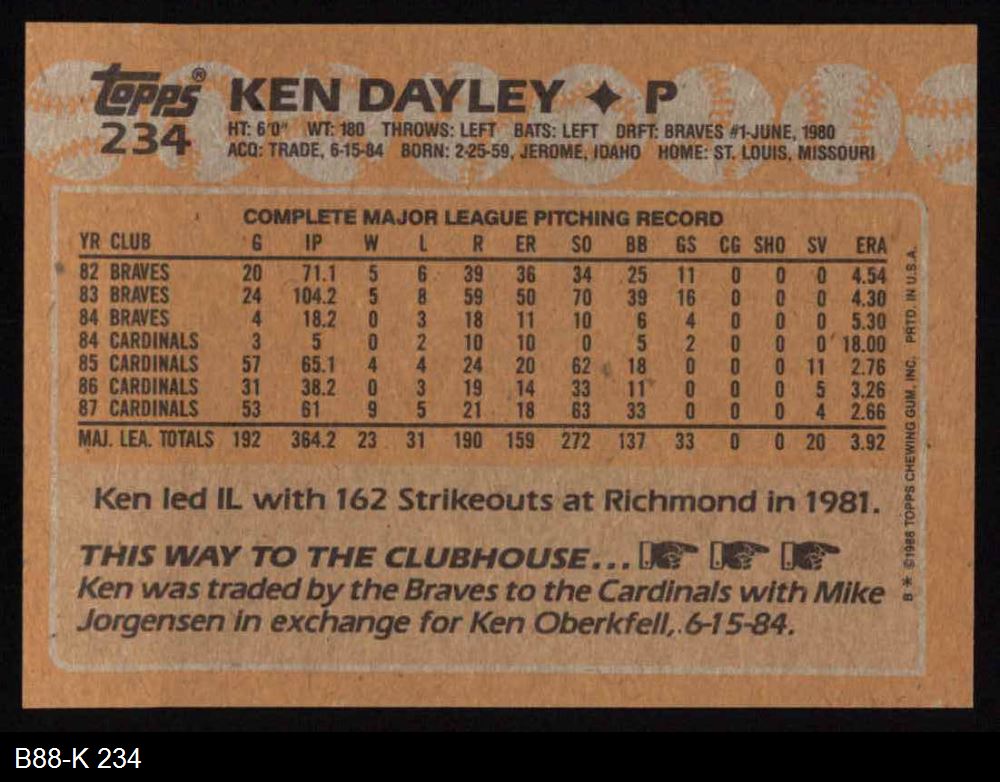 topps®
234
KEN DAYLEY ✦ P
HT: 6'0" WT: 180 THROWS: LEFT BATS: LEFT DRFT: BRAVES #1-JUNE, 1980
ACQ: TRADE, 6-15-84 BORN: 2-25-59, JEROME, IDAHO HOME: ST. LOUIS, MISSOURI
COMPLETE MAJOR LEAGUE PITCHING RECORD
YR CLUB G IP W L R ER SO BB GS CG SHO SV ERA
82 BRAVES 20 71.1 5 6 39 36 34 25 11 0 0 0 4.54
83 BRAVES 24 104.2 5 8 59 50 70 39 16 0 0 0 4.30
84 BRAVES 4 18.2 0 3 18 11 10 6 4 0 0 0 5.30
84 CARDINALS 3 5 0 2 10 10 0 5 2 0 0 0 18.00
85 CARDINALS 57 65.1 4 4 24 20 62 18 0 0 0 11 2.76
86 CARDINALS 31 38.2 0 3 19 14 33 11 0 0 0 5 3.26
87 CARDINALS 53 61 9 5 21 18 63 33 0 0 0 4 2.66
MAJ. LEA. TOTALS 192 364.2 23 31 190 159 272 137 33 0 0 20 3.92
Ken led IL with 162 Strikeouts at Richmond in 1981.
THIS WAY TO THE CLUBHOUSE...
Ken was traded by the Braves to the Cardinals with Mike
Jorgensen in exchange for Ken Oberkfell, 6-15-84.
B * ©1988 TOPPS CHEWING GUM, INC. PRTD. IN U.S.A.
B88-K 234